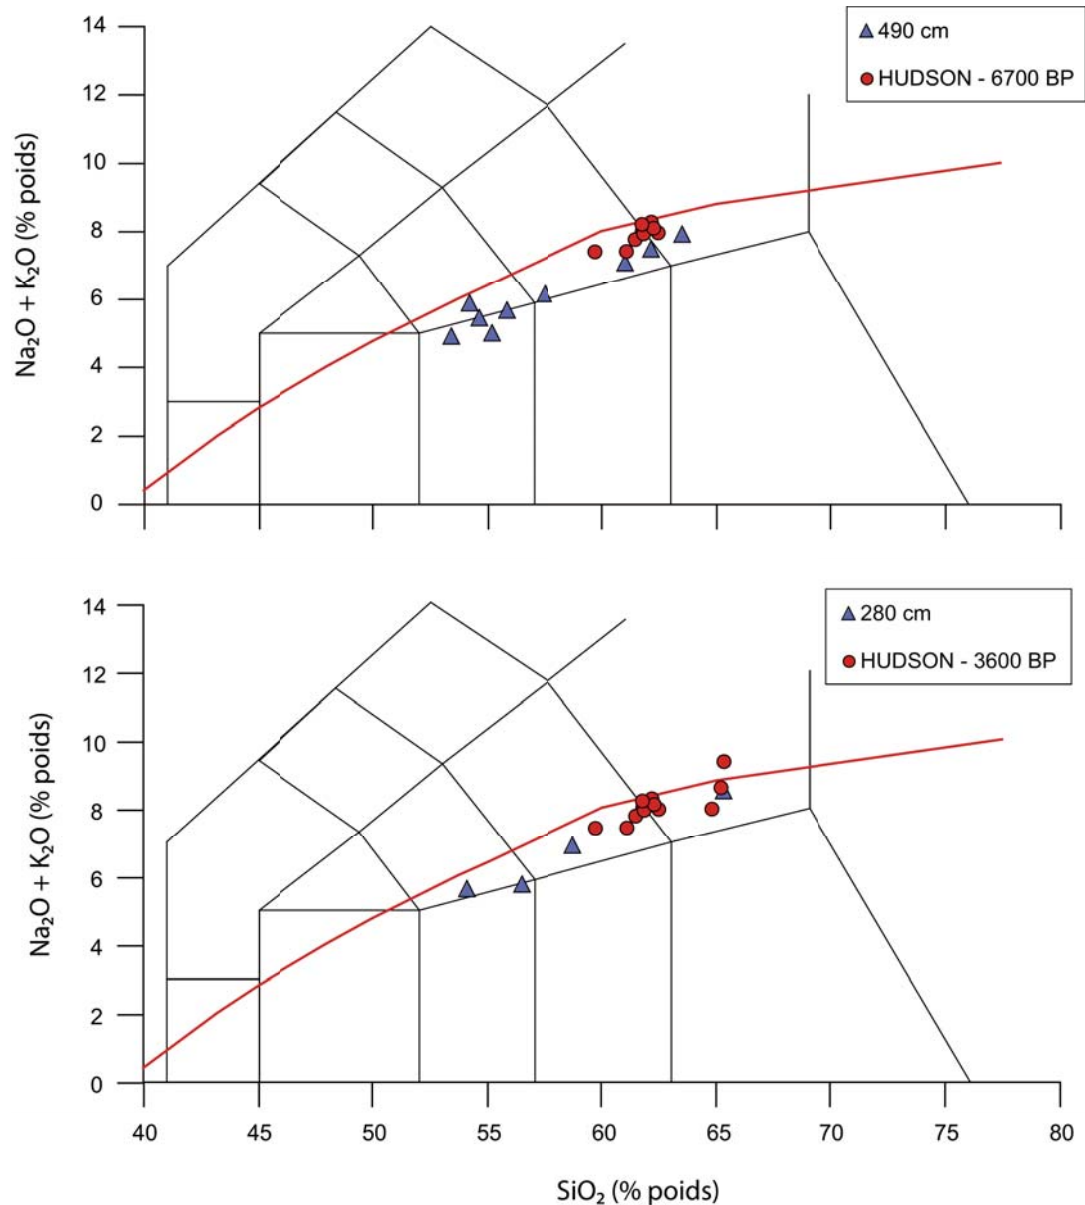 490 cm
HUDSON - 6700 BP
Na₂O + K₂O (% poids)
14
12
10
8
6
4
2
0
280 cm
HUDSON - 3600 BP
Na₂O + K₂O (% poids)
14
12
10
8
6
4
2
0
40 45 50 55 60 65 70 75 80
SiO₂ (% poids)